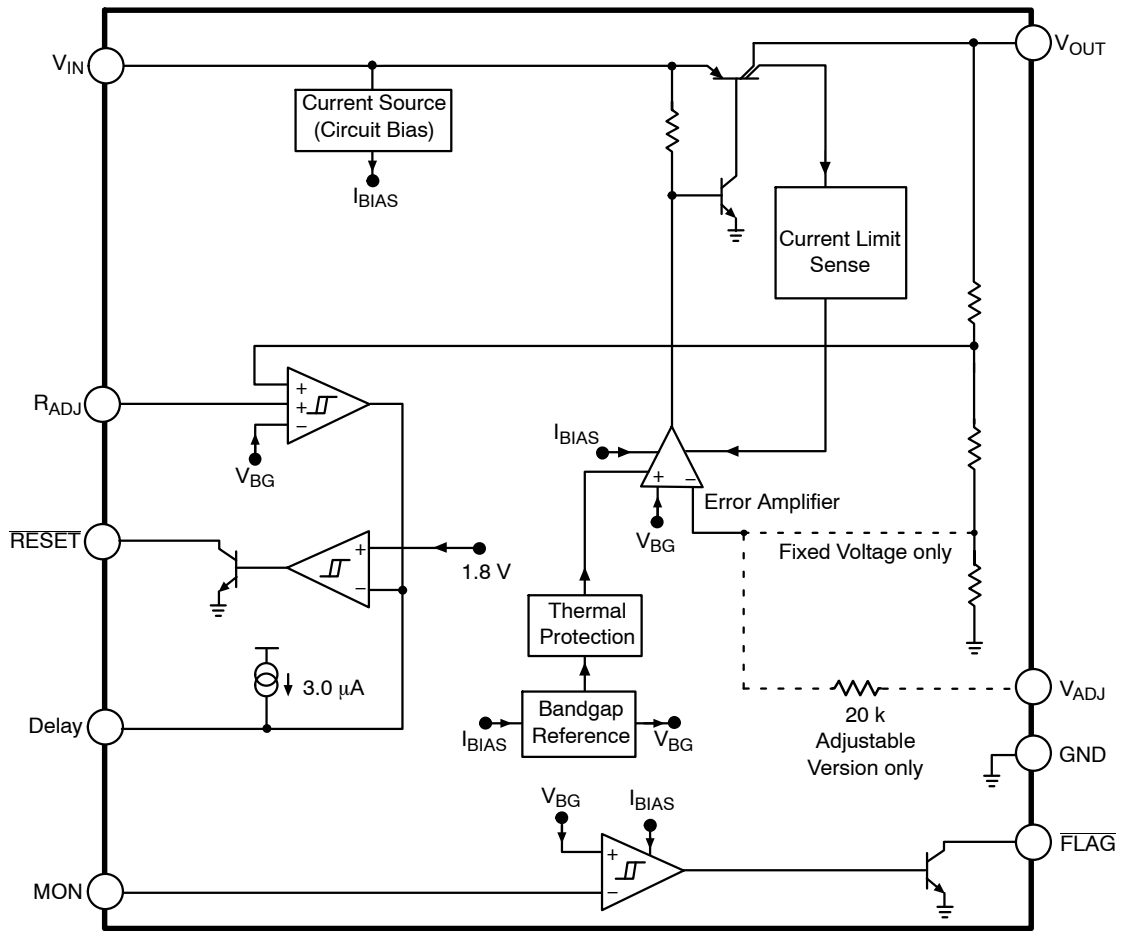 V_IN
V_OUT
Current Source
(Circuit Bias)
I_BIAS
Current Limit
Sense
R_ADJ
+
+
−
V_BG
I_BIAS
+
−
Error Amplifier
V_BG
Fixed Voltage only
RESET
+
−
1.8 V
Thermal
Protection
3.0 μA
Delay
I_BIAS
Bandgap
Reference
V_BG
20 k
Adjustable
Version only
V_ADJ
GND
V_BG
I_BIAS
+
−
FLAG
MON